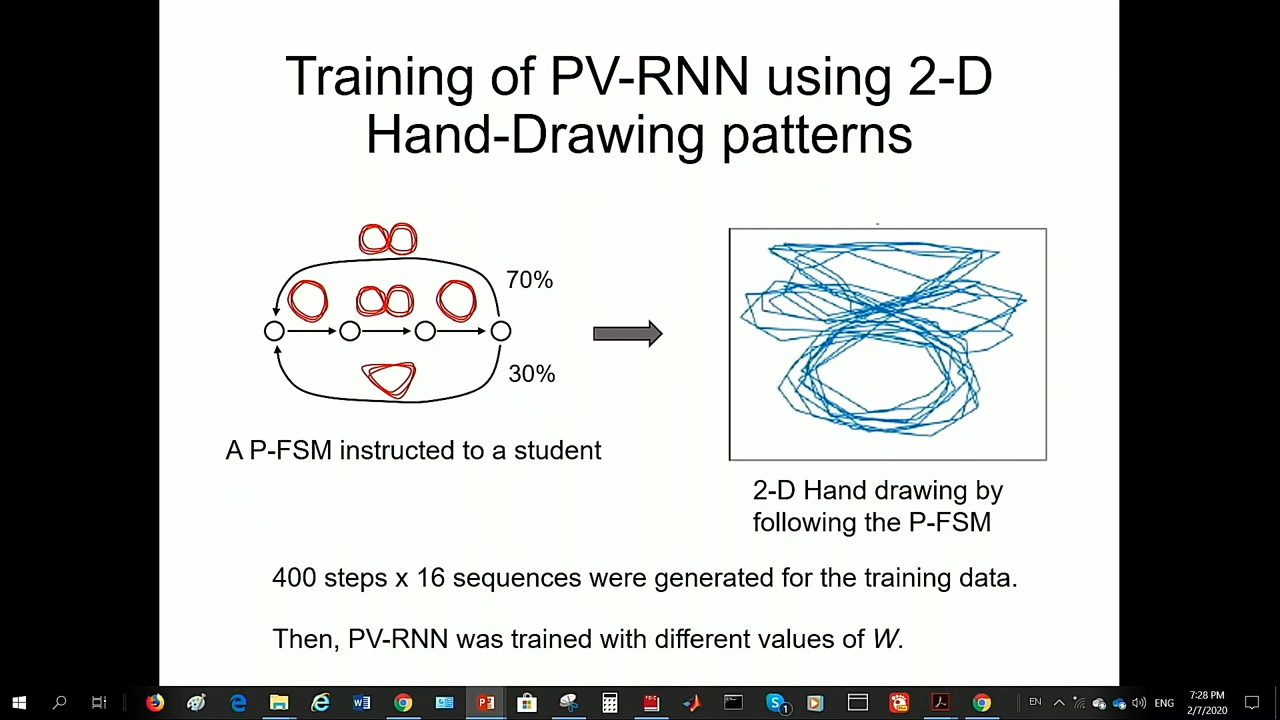 Training of PV-RNN using 2-D
Hand-Drawing patterns
70%
30%
A P-FSM instructed to a student
2-D Hand drawing by
following the P-FSM
400 steps x 16 sequences were generated for the training data.
Then, PV-RNN was trained with different values of W.
EN
ENG
7:28 PM
2/7/2020